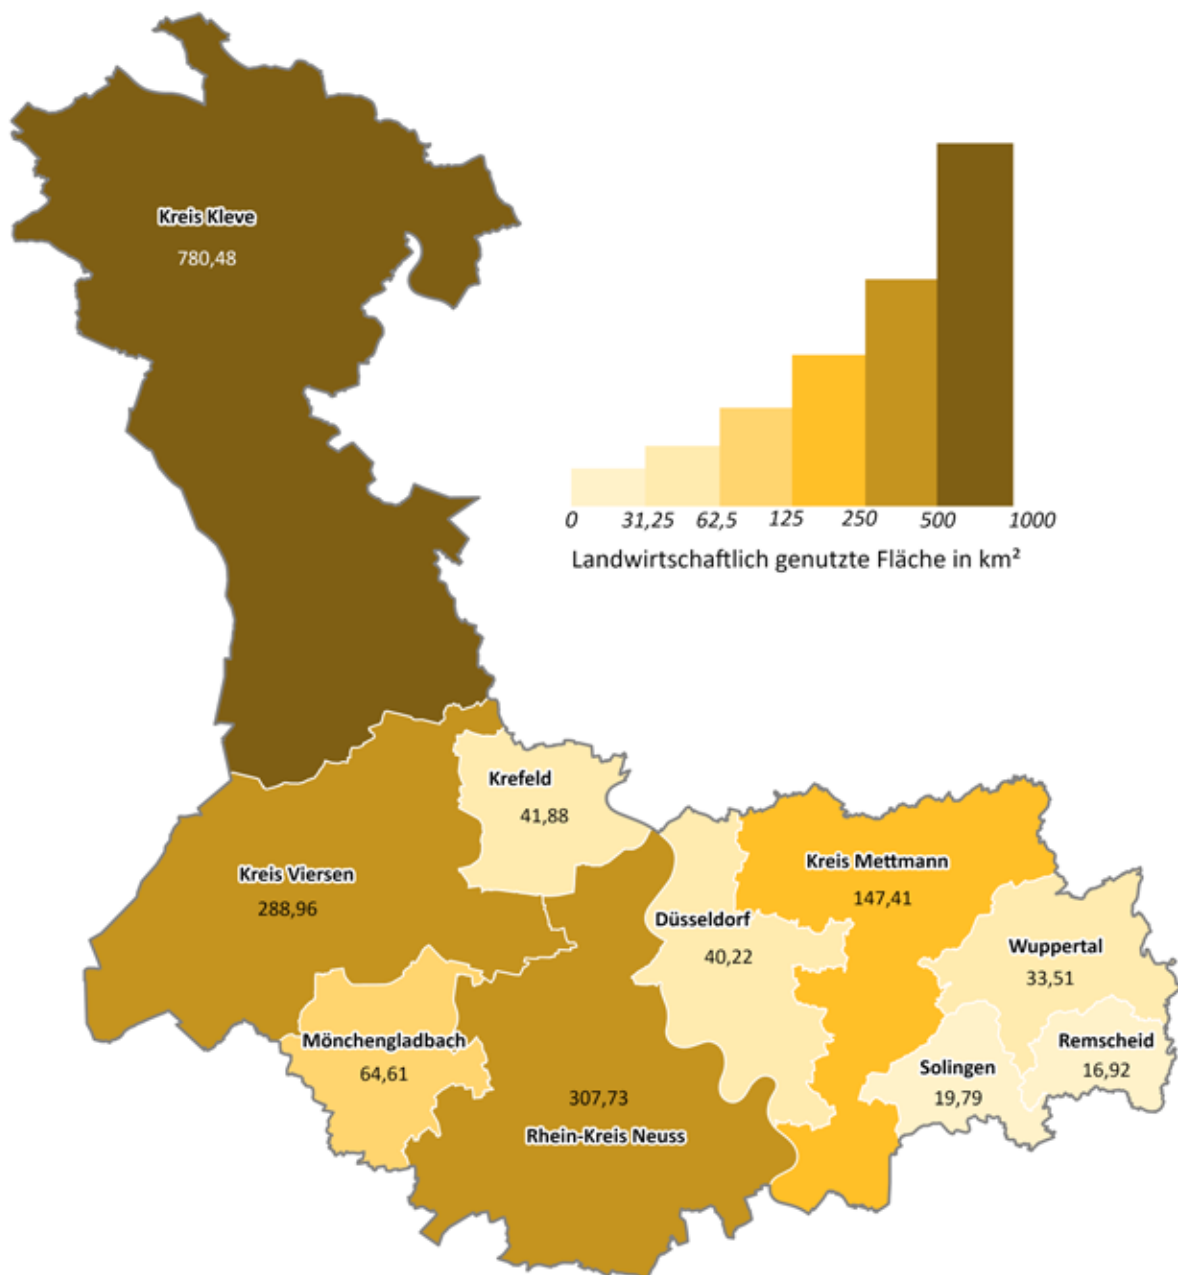 Kreis Kleve
780,48
0 31,25 62,5 125 250 500 1000
Landwirtschaftlich genutzte Fläche in km²
Krefeld
41,88
Kreis Viersen
288,96
Kreis Mettmann
147,41
Düsseldorf
40,22
Wuppertal
33,51
Mönchengladbach
64,61
Remscheid
16,92
Solingen
19,79
307,73
Rhein-Kreis Neuss